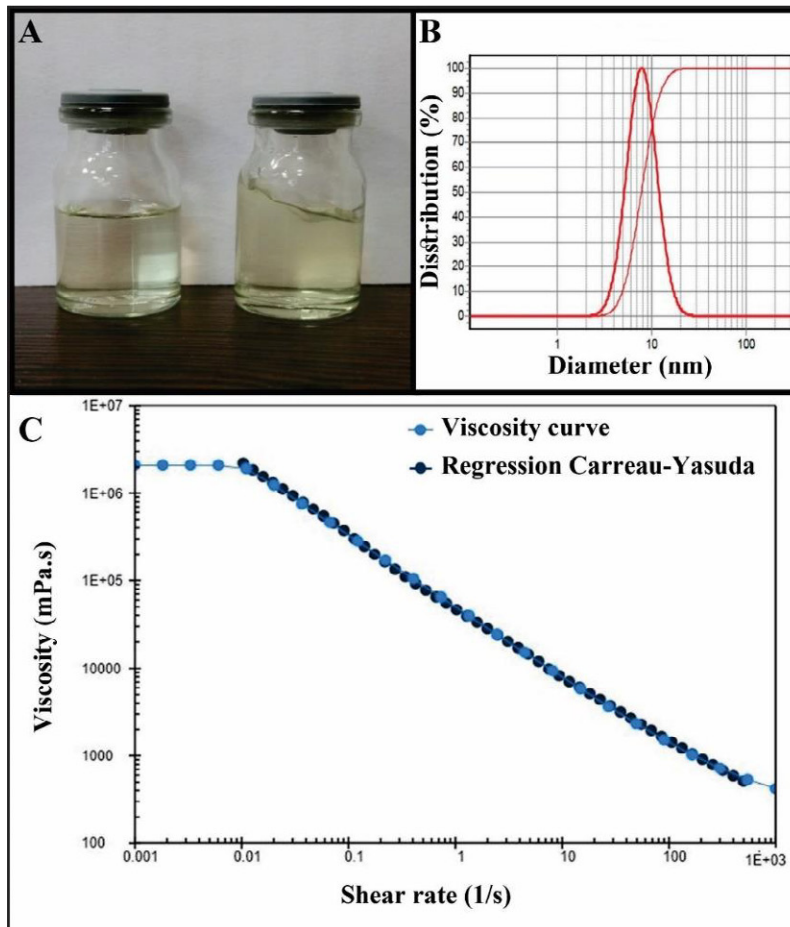 A
B
100
90
80
70
60
50
40
30
20
10
0
Disstribution (%)
1 10 100
Diameter (nm)
C
Viscosity curve
Regression Carreau-Yasuda
1E+07
1E+06
1E+05
10000
1000
100
Viscosity (mPa.s)
0.001 0.01 0.1 1 10 100 1E+03
Shear rate (1/s)